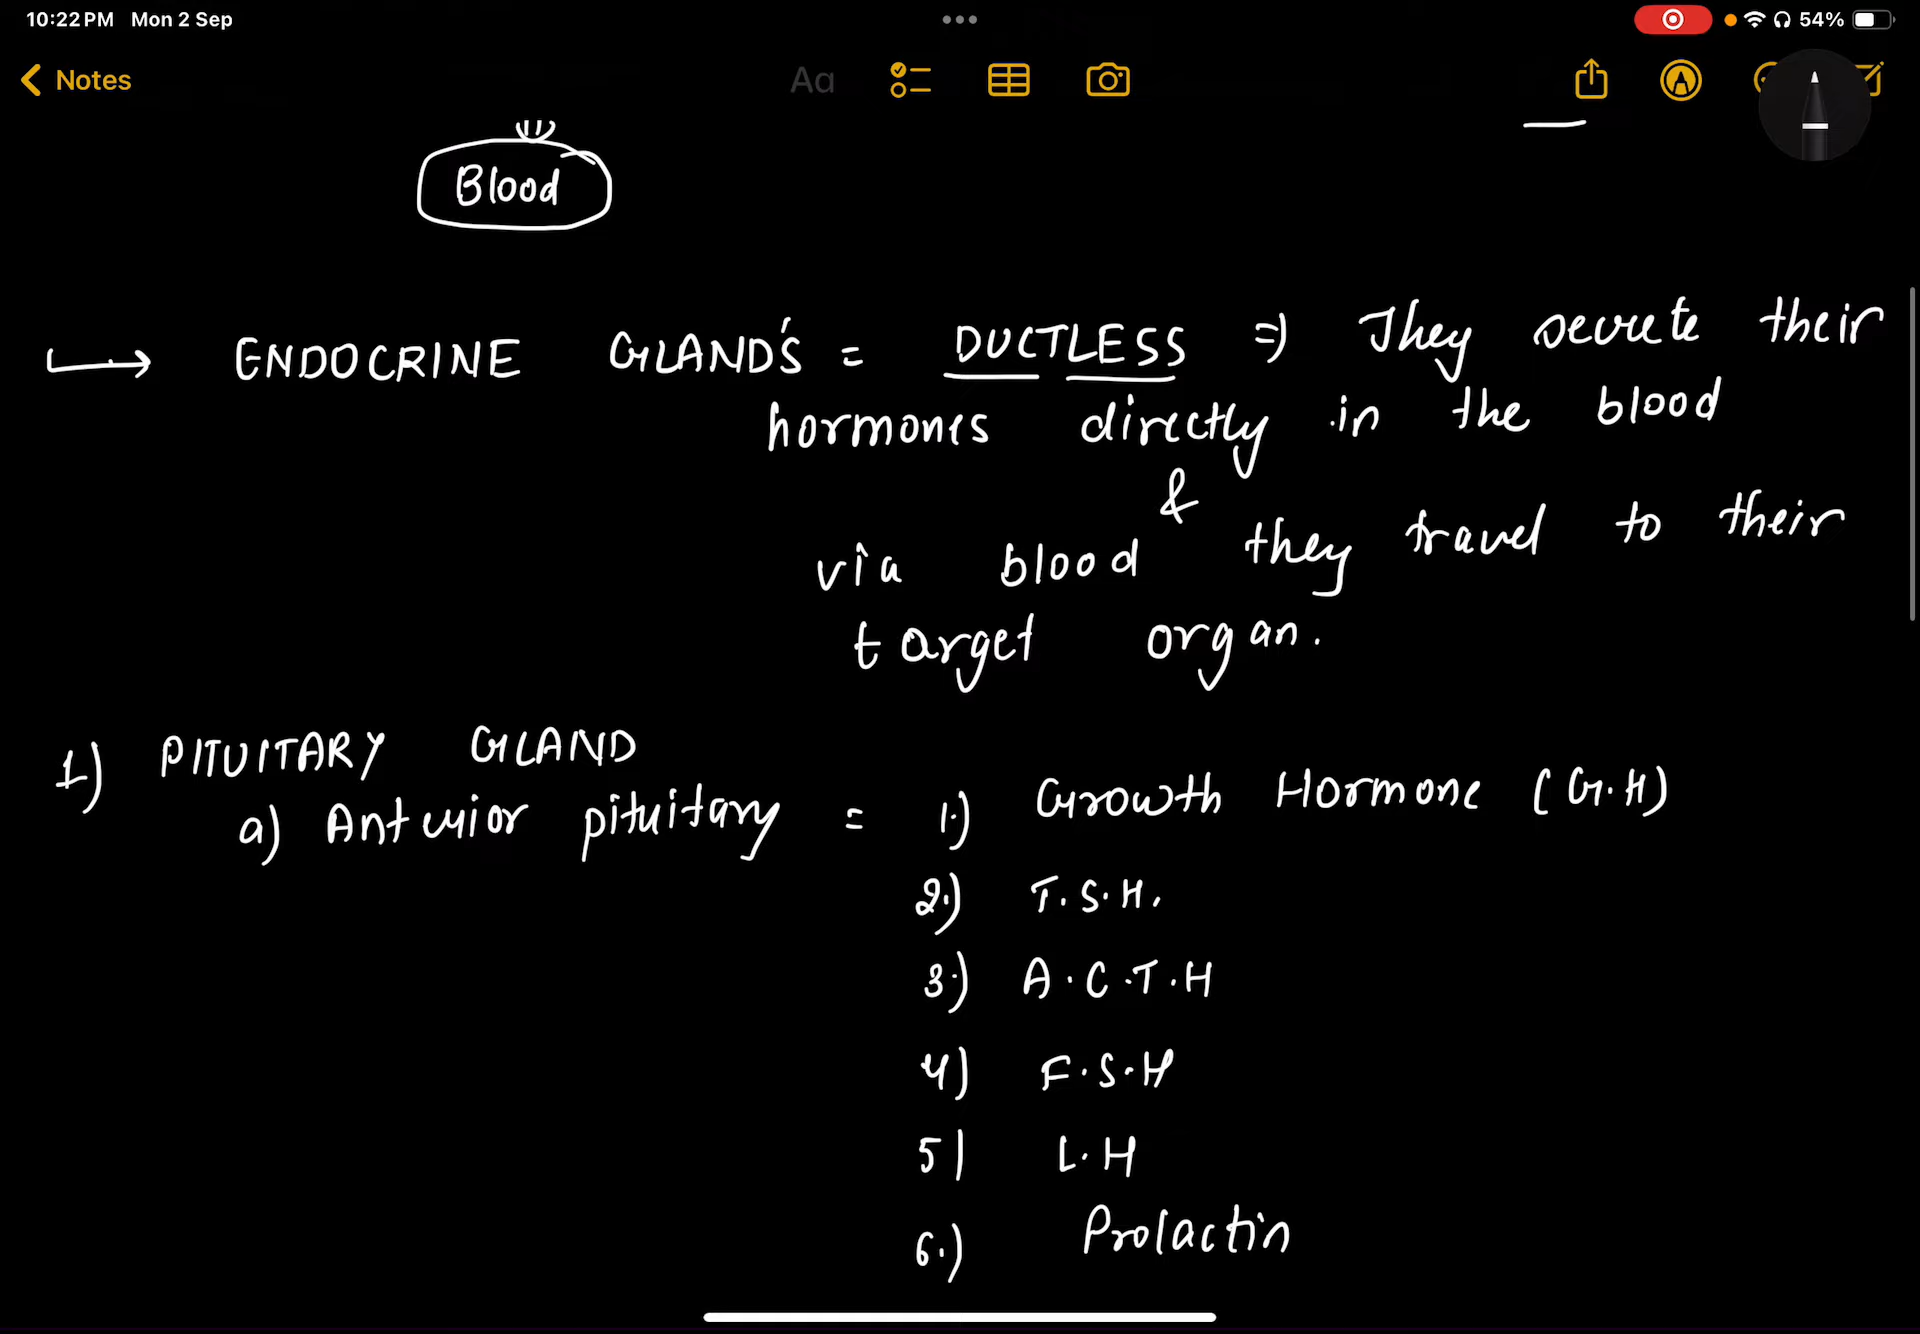 10:22 PM Mon 2 Sep
54%
Notes
Aa
Blood
ENDOCRINE GLAND'S = DUCTLESS => They secrete their
hormones directly in the blood
&
via blood they travel to their
target organ.
1) PITUITARY GLAND
a) Anterior pituitary = 1.) Growth Hormone (G.H)
2.) T.S.H.
3.) A.C.T.H
4) F.S.H
5) L.H
6.) Prolactin